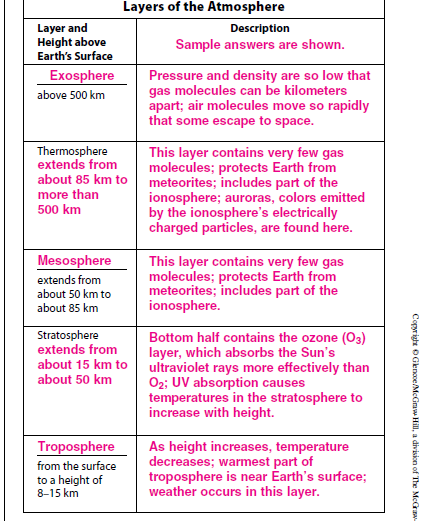 Layers of the Atmosphere
Layer and
Height above
Earth's Surface
Description
Sample answers are shown.
Exosphere
above 500 km
Pressure and density are so low that
gas molecules can be kilometers
apart; air molecules move so rapidly
that some escape to space.
Thermosphere
extends from
about 85 km to
more than
500 km
This layer contains very few gas
molecules; protects Earth from
meteorites; includes part of the
ionosphere; auroras, colors emitted
by the ionosphere's electrically
charged particles, are found here.
Mesosphere
extends from
about 50 km to
about 85 km
This layer contains very few gas
molecules; protects Earth from
meteorites; includes part of the
ionosphere.
Stratosphere
extends from
about 15 km to
about 50 km
Bottom half contains the ozone (O₃)
layer, which absorbs the Sun's
ultraviolet rays more effectively than
O₂; UV absorption causes
temperatures in the stratosphere to
increase with height.
Troposphere
from the surface
to a height of
8–15 km
As height increases, temperature
decreases; warmest part of
troposphere is near Earth's surface;
weather occurs in this layer.
Copyright © Glencoe/McGraw-Hill, a division of The McGraw-